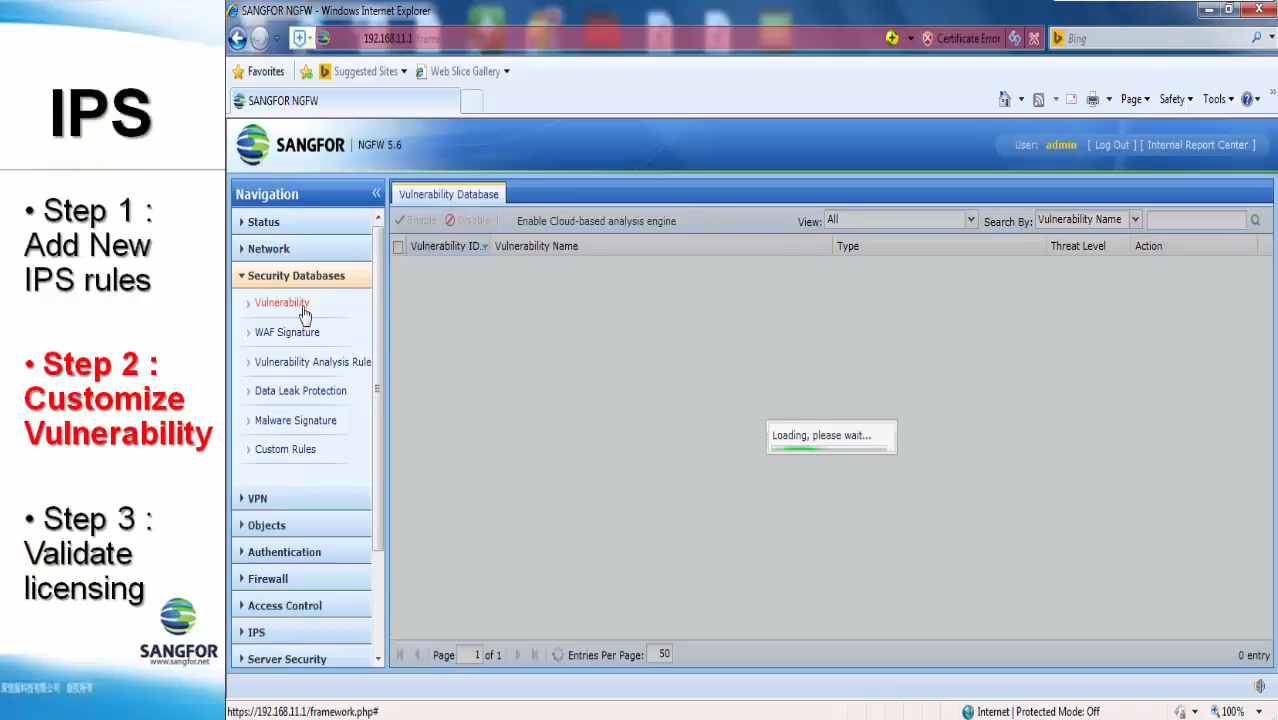 IPS
• Step 1 :
Add New
IPS rules
• Step 2 :
Customize
Vulnerability
• Step 3 :
Validate
licensing
SANGFOR
www.sangfor.net
SANGFOR NGFW - Windows Internet Explorer
192.168.11.1/frame
Certificate Error
Bing
Favorites
Suggested Sites
Web Slice Gallery
SANGFOR NGFW
Page
Safety
Tools
SANGFOR | NGFW 5.6
User: admin [ Log Out ] [ Internal Report Center ]
Navigation
Status
Network
Security Databases
Vulnerability
WAF Signature
Vulnerability Analysis Rule
Data Leak Protection
Malware Signature
Custom Rules
VPN
Objects
Authentication
Firewall
Access Control
IPS
Server Security
Vulnerability Database
Enable Disable Enable Cloud-based analysis engine View: All Search By: Vulnerability Name
Vulnerability ID Vulnerability Name Type Threat Level Action
Loading, please wait...
Page 1 of 1 Entries Per Page: 50 0 entry
https://192.168.11.1/framework.php#
Internet | Protected Mode: Off
100%